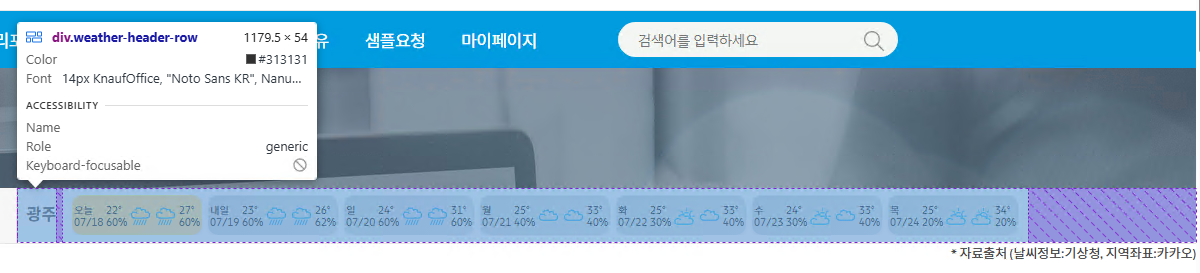 유 샘플요청 마이페이지 검색어를 입력하세요
div.weather-header-row 1179.5 × 54
Color #313131
Font 14px KnaufOffice, "Noto Sans KR", Nanu...
ACCESSIBILITY
Name
Role generic
Keyboard-focusable
광주
오늘 22° 27°
07/18 60% 60%
내일 23° 26°
07/19 60% 62%
일 24° 31°
07/20 60% 60%
월 25° 33°
07/21 40% 40%
화 25° 33°
07/22 30% 40%
수 24° 33°
07/23 30% 40%
목 25° 34°
07/24 20% 20%
* 자료출처 (날씨정보:기상청, 지역좌표:카카오)